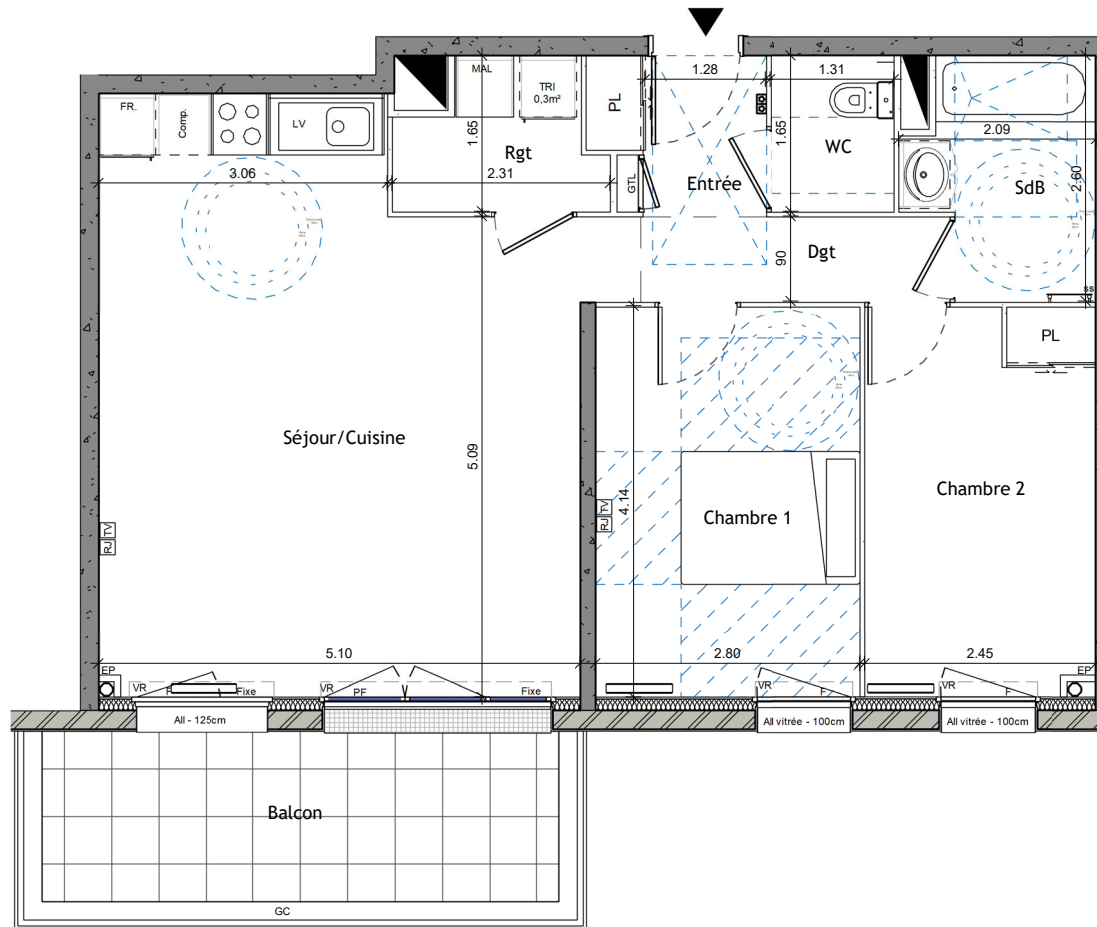 MAL
TRI
0,3m²
FR.
Comp.
LV
1.65
PL
1.28
1.31
1.65
WC
2.09
Rgt
GTL
Entrée
SdB
2.60
3.06
2.31
90
Dgt
ss
PL
Séjour/Cuisine
5.09
4.14
Chambre 1
Chambre 2
TV
RJ
TV
RJ
5.10
2.80
2.45
EP
VR
F
Fixe
VR
PF
Fixe
VR
F
VR
F
EP
All - 125cm
All vitrée - 100cm
All vitrée - 100cm
Balcon
GC